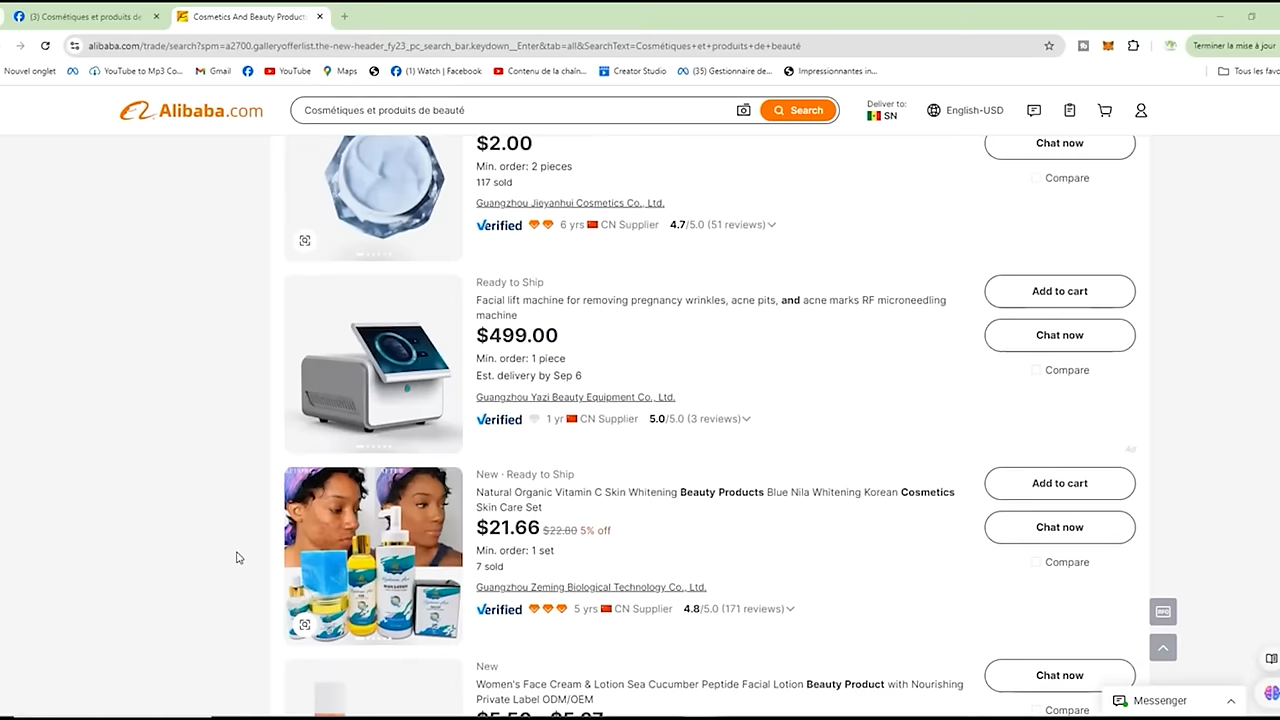 (3) Cosmétiques et produits de
Cosmetics And Beauty Product
alibaba.com/trade/search?spm=a2700.galleryofferlist.the-new-header_fy23_pc_search_bar.keydown__Enter&tab=all&SearchText=Cosmétiques+et+produits+de+beauté
Terminer la mise à jour
Nouvel onglet
YouTube to Mp3 Co...
Gmail
YouTube
Maps
(1) Watch | Facebook
Contenu de la chaîn...
Creator Studio
(35) Gestionnaire de...
Impressionnantes in...
Tous les favo
Alibaba.com
Cosmétiques et produits de beauté
Search
Deliver to:
SN
English-USD
$2.00
Min. order: 2 pieces
117 sold
Guangzhou Jieyanhui Cosmetics Co., Ltd.
Verified 6 yrs CN Supplier 4.7/5.0 (51 reviews)
Chat now
Compare
Ready to Ship
Facial lift machine for removing pregnancy wrinkles, acne pits, and acne marks RF microneedling
machine
$499.00
Min. order: 1 piece
Est. delivery by Sep 6
Guangzhou Yazi Beauty Equipment Co., Ltd.
Verified 1 yr CN Supplier 5.0/5.0 (3 reviews)
Add to cart
Chat now
Compare
Ad
New · Ready to Ship
Natural Organic Vitamin C Skin Whitening Beauty Products Blue Nila Whitening Korean Cosmetics
Skin Care Set
$21.66 $22.80 5% off
Min. order: 1 set
7 sold
Guangzhou Zeming Biological Technology Co., Ltd.
Verified 5 yrs CN Supplier 4.8/5.0 (171 reviews)
Add to cart
Chat now
Compare
New
Women's Face Cream & Lotion Sea Cucumber Peptide Facial Lotion Beauty Product with Nourishing
Private Label ODM/OEM
Chat now
Compare
Messenger